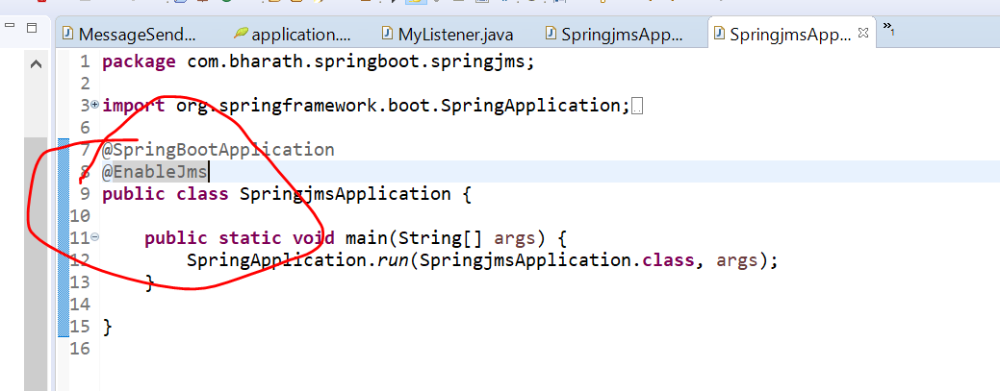 MessageSend... application.... MyListener.java SpringjmsApp... SpringjmsApp... »1
1 package com.bharath.springboot.springjms;
2
3 import org.springframework.boot.SpringApplication;
6
7 @SpringBootApplication
8 @EnableJms
9 public class SpringjmsApplication {
10
11 public static void main(String[] args) {
12 SpringApplication.run(SpringjmsApplication.class, args);
13 }
14
15 }
16